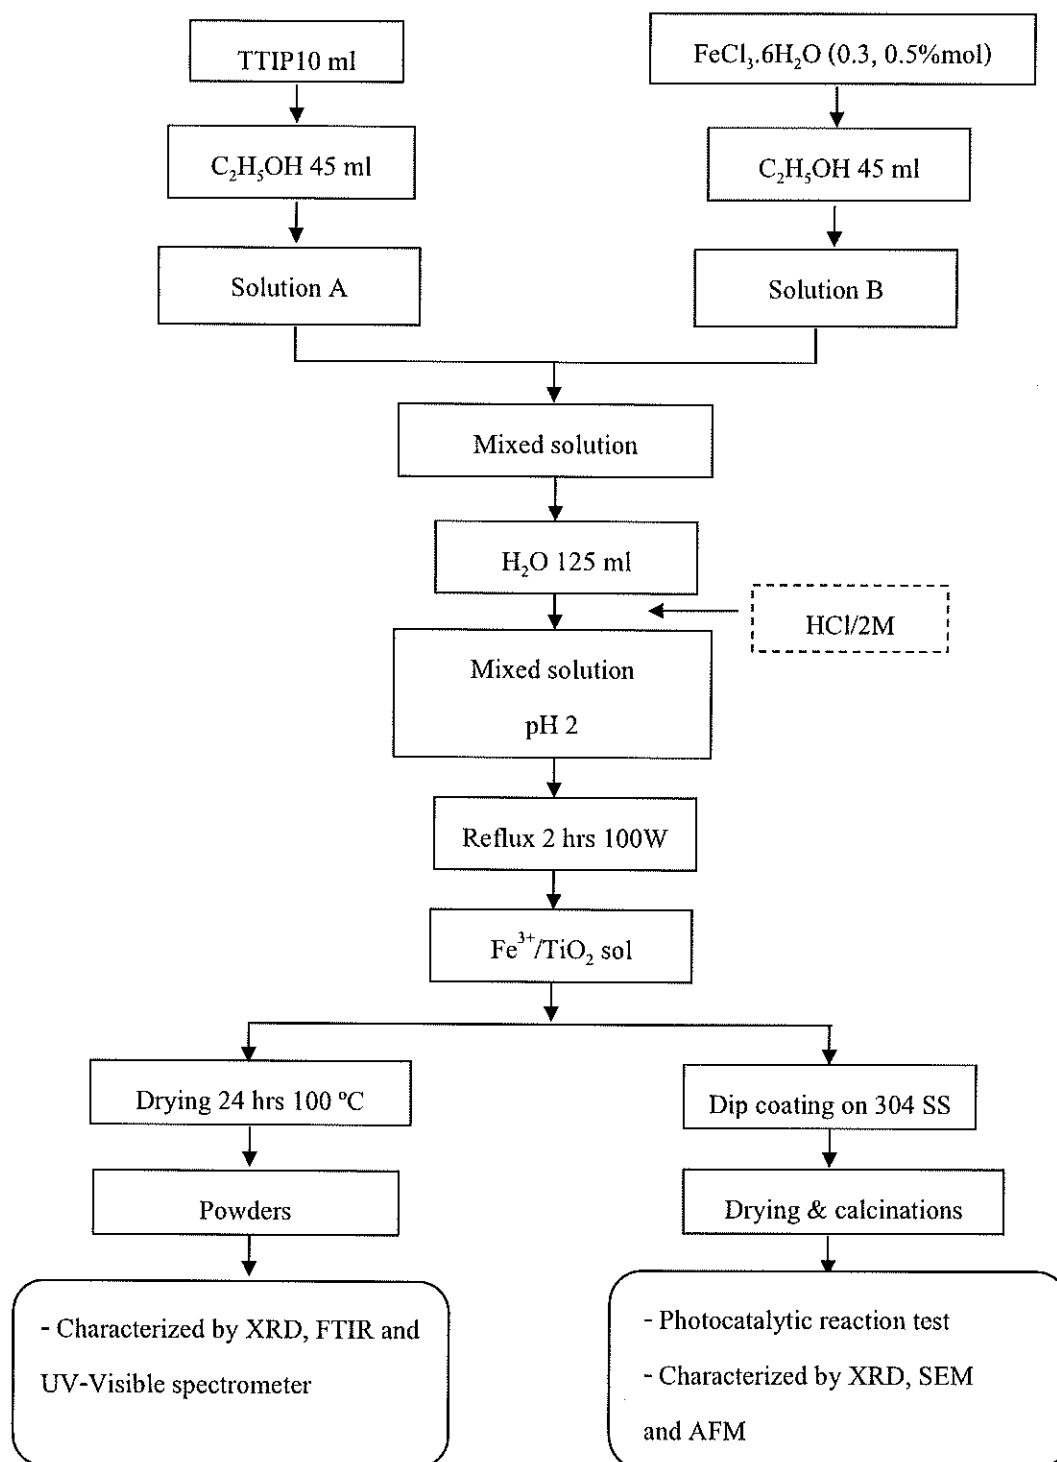 TTIP10 ml
FeCl₃.6H₂O (0.3, 0.5%mol)
C₂H₅OH 45 ml
C₂H₅OH 45 ml
Solution A
Solution B
Mixed solution
H₂O 125 ml
HCl/2M
Mixed solution
pH 2
Reflux 2 hrs 100W
Fe³⁺/TiO₂ sol
Drying 24 hrs 100 ºC
Dip coating on 304 SS
Powders
Drying & calcinations
- Characterized by XRD, FTIR and
UV-Visible spectrometer
- Photocatalytic reaction test
- Characterized by XRD, SEM
and AFM